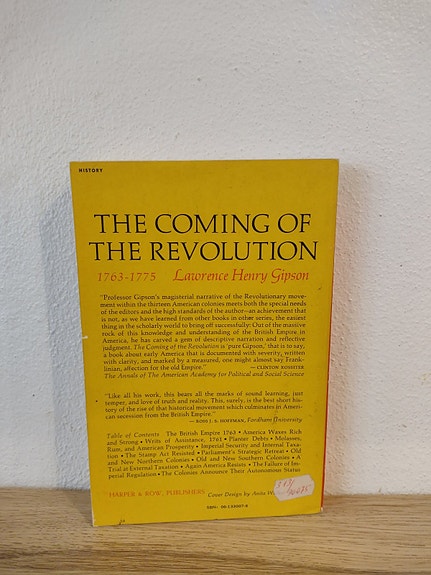 HISTORY
THE COMING OF
THE REVOLUTION
1763-1775 Lawrence Henry Gipson
"Professor Gipson's magisterial narrative of the Revolutionary move-
ment within the thirteen American colonies meets both the special needs
of the editors and the high standards of the author—an achievement that
is not, as we have learned from other books in other series, the easiest
thing in the scholarly world to bring off successfully. Out of the massive
rock of this knowledge and understanding of the British Empire in
America, he has carved a gem of descriptive narration and reflective
judgment. The Coming of the Revolution is 'pure Gipson,' that is to say,
a book about early America that is documented with severity, written
with clarity, and marked by a measured, one might almost say Frank-
linian, affection for the old Empire."
— CLINTON ROSSITER
The Annals of The American Academy for Political and Social Science
"Like all his work, this bears all the marks of sound learning, just
temper, and love of truth and reality. This, surely, is the best short his-
tory of the rise of that historical movement which culminates in Ameri-
can secession from the British Empire."
— ROSS J. S. HOFFMAN, Fordham University
Table of Contents The British Empire 1763 • America Waxes Rich
and Strong • Writs of Assistance, 1761 • Planter Debts • Molasses,
Rum, and American Prosperity • Imperial Security and Internal Taxa-
tion • The Stamp Act Resisted • Parliament's Strategic Retreat • Old
and New Northern Colonies • Old and New Southern Colonies • A
Trial at External Taxation • Again America Resists • The Failure of Im-
perial Regulation • The Colonies Announce Their Autonomous Status
HARPER & ROW, PUBLISHERS Cover Design by Anita